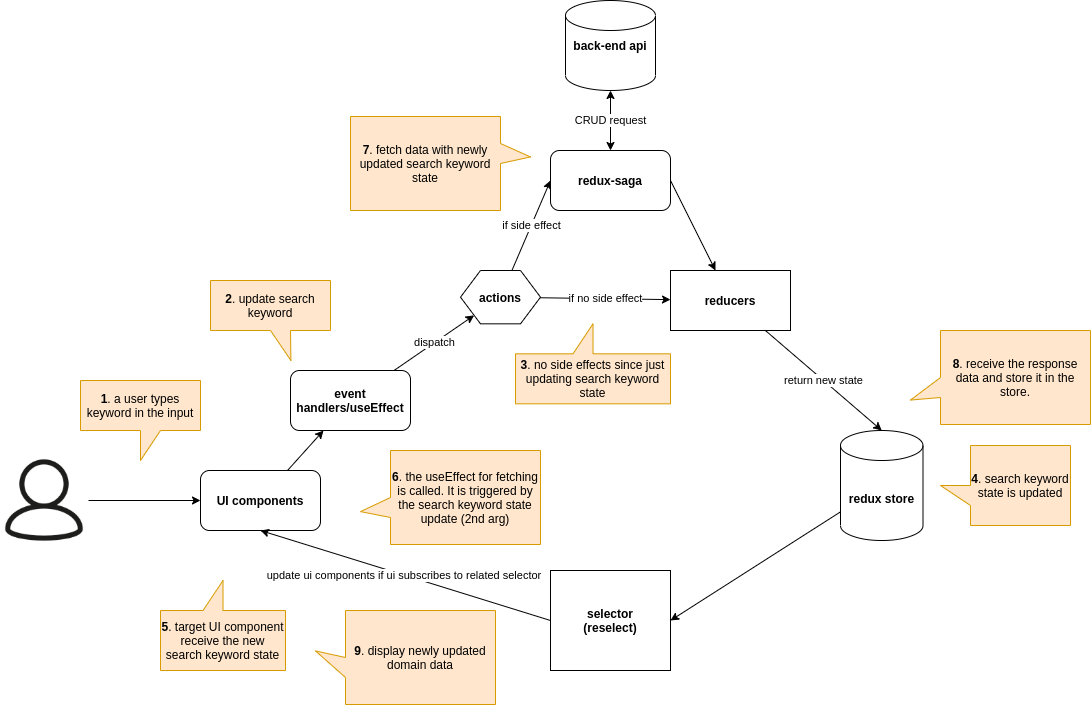 back-end api
CRUD request
7. fetch data with newly
updated search keyword
state
redux-saga
if side effect
2. update search
keyword
actions
if no side effect
reducers
dispatch
3. no side effects since just
updating search keyword
state
return new state
8. receive the response
data and store it in the
store.
1. a user types
keyword in the input
event
handlers/useEffect
6. the useEffect for fetching
is called. It is triggered by
the search keyword state
update (2nd arg)
UI components
redux store
4. search keyword
state is updated
update ui components if ui subscribes to related selector
5. target UI component
receive the new
search keyword state
9. display newly updated
domain data
selector
(reselect)